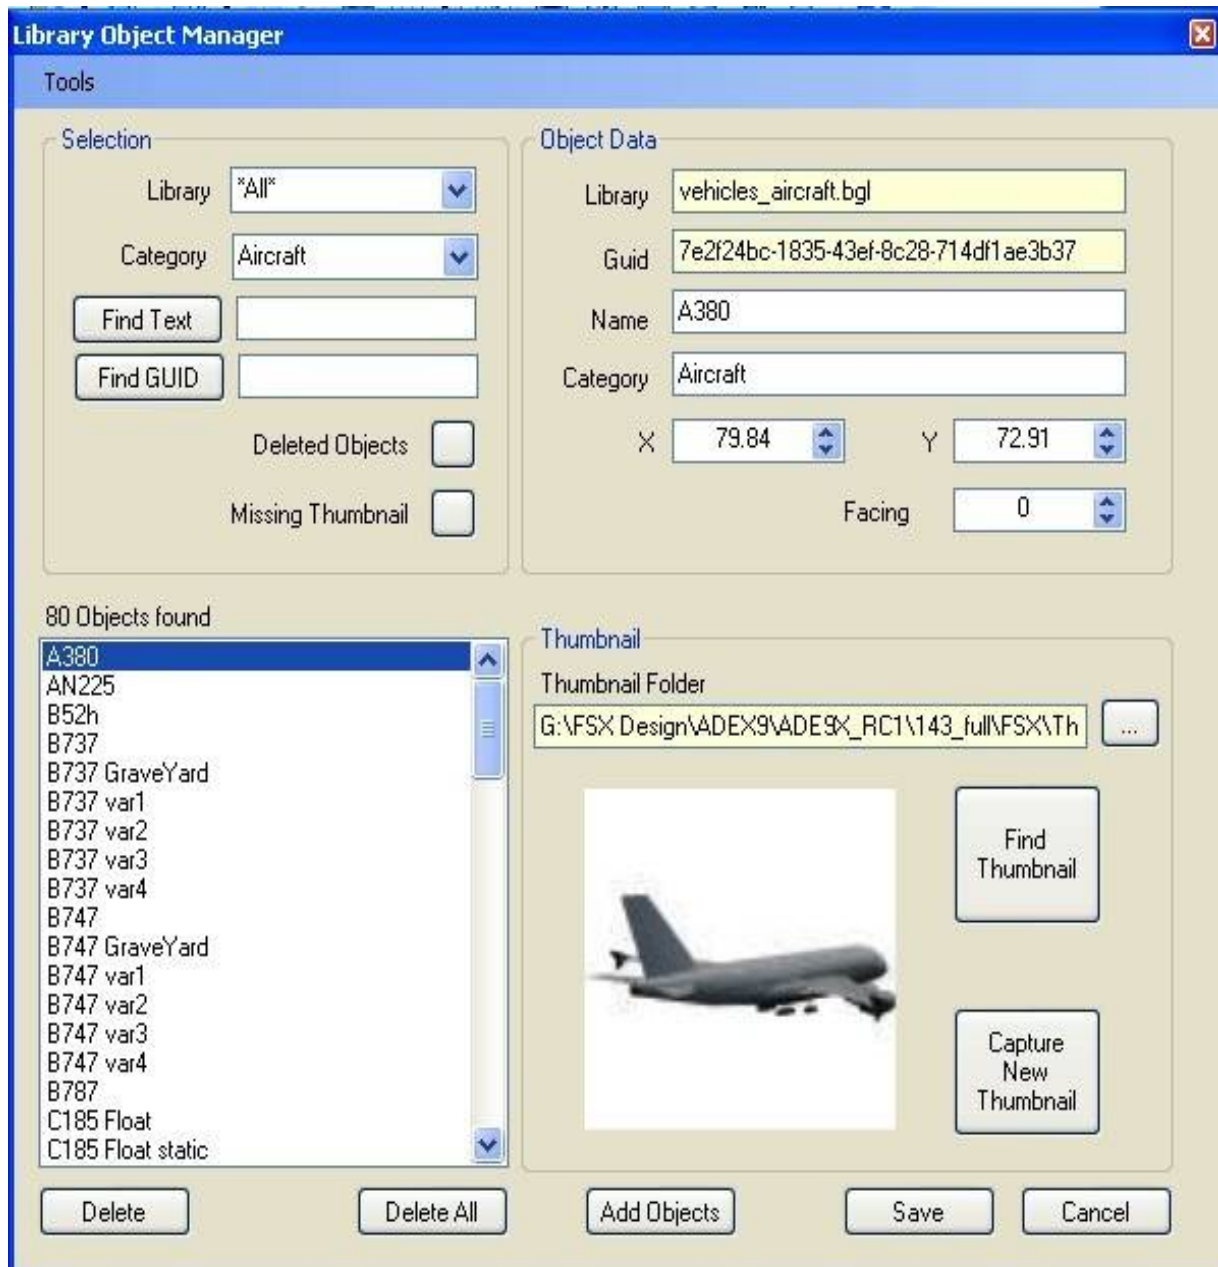 Library Object Manager
Tools
Selection
Library *All*
Category Aircraft
Find Text
Find GUID
Deleted Objects
Missing Thumbnail
Object Data
Library vehicles_aircraft.bgl
Guid 7e2f24bc-1835-43ef-8c28-714df1ae3b37
Name A380
Category Aircraft
X 79.84 Y 72.91
Facing 0
80 Objects found
A380
AN225
B52h
B737
B737 GraveYard
B737 var1
B737 var2
B737 var3
B737 var4
B747
B747 GraveYard
B747 var1
B747 var2
B747 var3
B747 var4
B787
C185 Float
C185 Float static
Thumbnail
Thumbnail Folder
G:\FSX Design\ADEX9\ADE9X_RC1\143_full\FSX\Th ...
Find
Thumbnail
Capture
New
Thumbnail
Delete Delete All Add Objects Save Cancel